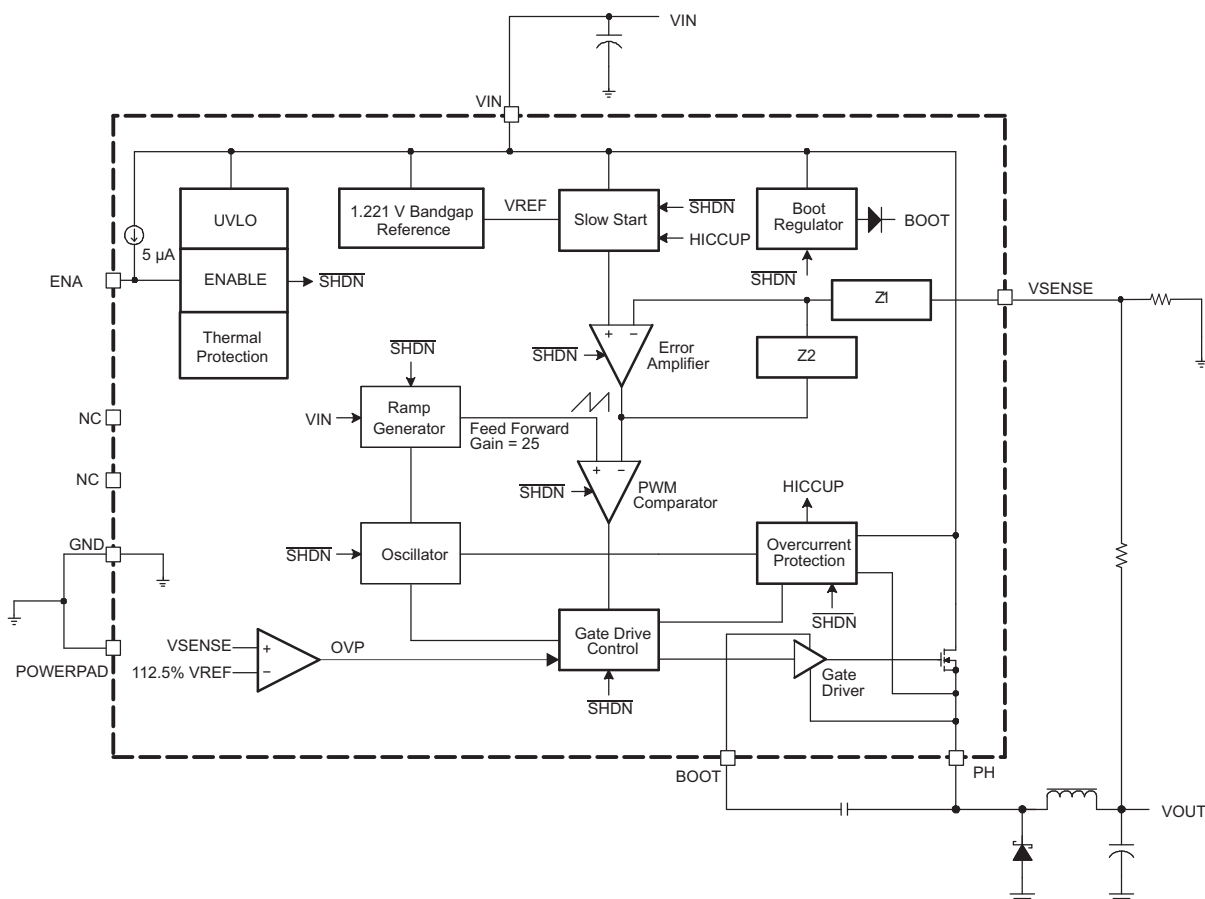 VIN
VIN
UVLO
1.221 V Bandgap
Reference
VREF
Slow Start
SHDN
HICCUP
Boot
Regulator
BOOT
5 µA
ENA
ENABLE
SHDN
SHDN
Z1
VSENSE
Thermal
Protection
SHDN
SHDN
+ −
Error
Amplifier
Z2
NC
VIN
Ramp
Generator
Feed Forward
Gain = 25
NC
+ −
SHDN
PWM
Comparator
HICCUP
GND
SHDN
Oscillator
Overcurrent
Protection
SHDN
VSENSE
+
OVP
Gate Drive
Control
POWERPAD
112.5% VREF
−
Gate
Driver
SHDN
BOOT
PH
VOUT